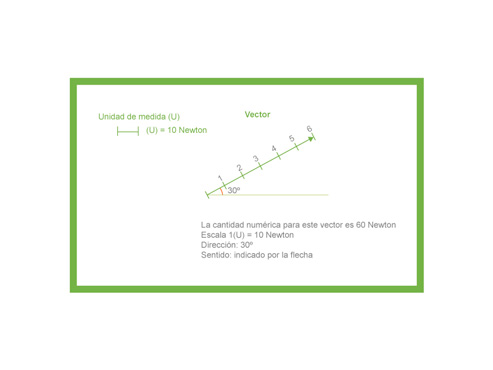 Unidad de medida (U)
(U) = 10 Newton
Vector
1
2
3
4
5
6
30º
La cantidad numérica para este vector es 60 Newton
Escala 1(U) = 10 Newton
Dirección: 30º
Sentido: indicado por la flecha